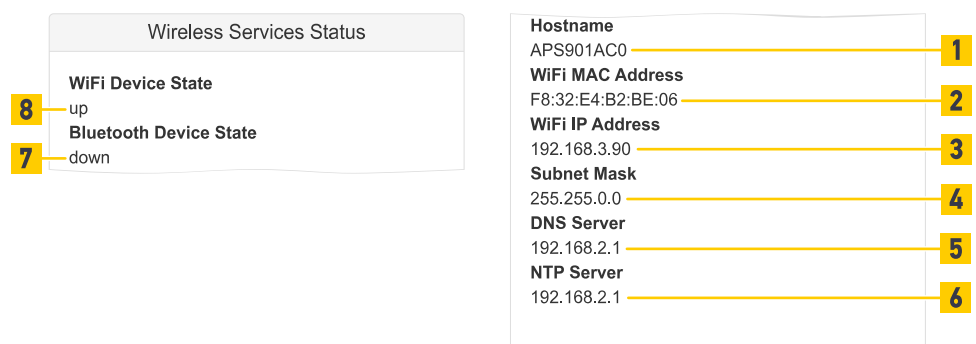 Wireless Services Status
WiFi Device State
8
up
Bluetooth Device State
7
down
Hostname
APS901AC0
1
WiFi MAC Address
F8:32:E4:B2:BE:06
2
WiFi IP Address
192.168.3.90
3
Subnet Mask
255.255.0.0
4
DNS Server
192.168.2.1
5
NTP Server
192.168.2.1
6